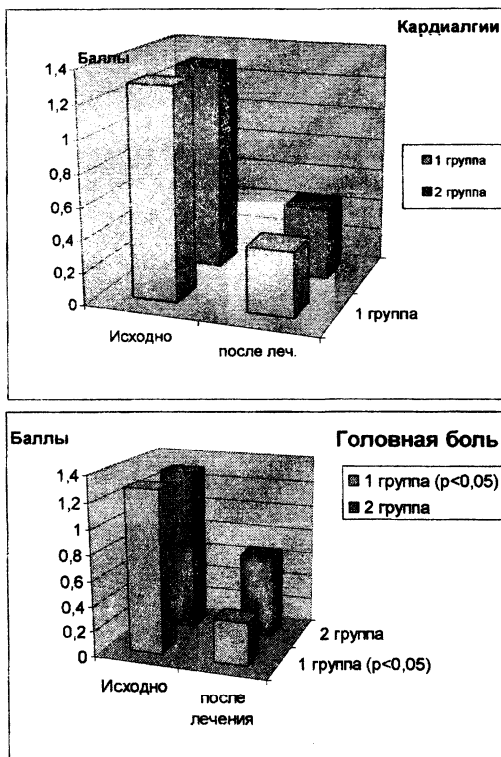 Кардиалгии
Баллы
1,4
1,2
1
0,8
0,6
0,4
0,2
0
Исходно
после леч.
1 группа
1 группа
2 группа
Баллы
Головная боль
1 группа (p<0,05)
2 группа
1,4
1,2
1
0,8
0,6
0,4
0,2
0
Исходно
после
лечения
2 группа
1 группа (p<0,05)